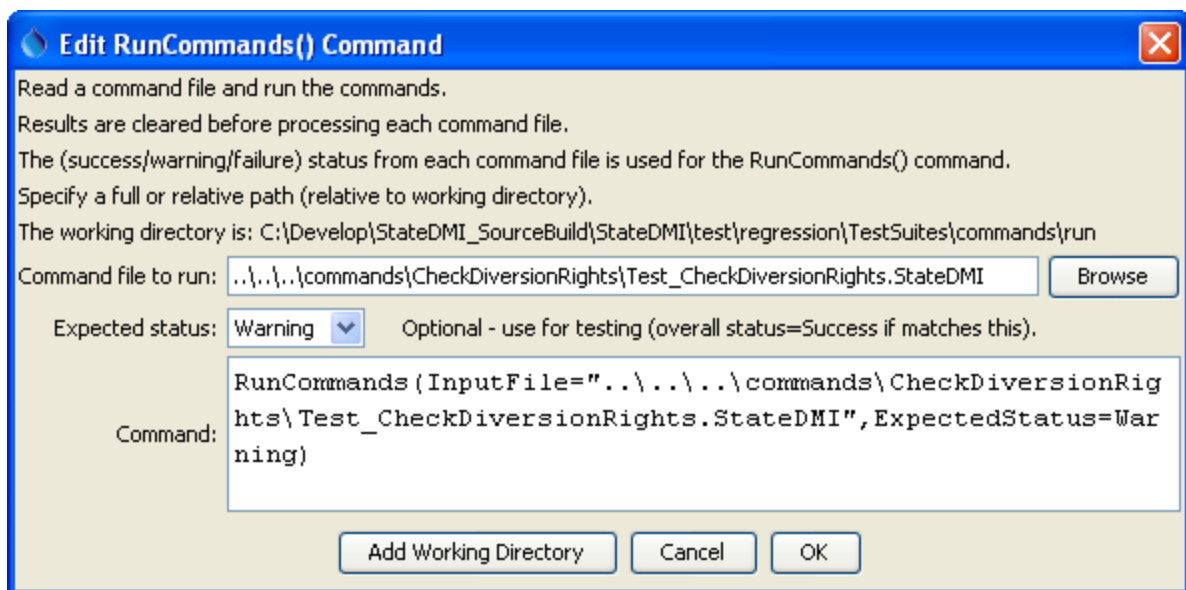 Edit RunCommands() Command
Read a command file and run the commands.
Results are cleared before processing each command file.
The (success/warning/failure) status from each command file is used for the RunCommands() command.
Specify a full or relative path (relative to working directory).
The working directory is: C:\Develop\StateDMI_SourceBuild\StateDMI\test\regression\TestSuites\commands\run
Command file to run: ..\..\..\commands\CheckDiversionRights\Test_CheckDiversionRights.StateDMI Browse
Expected status: Warning Optional - use for testing (overall status=Success if matches this).
Command:
RunCommands(InputFile="..\..\..\commands\CheckDiversionRig
hts\Test_CheckDiversionRights.StateDMI",ExpectedStatus=War
ning)
Add Working Directory Cancel OK